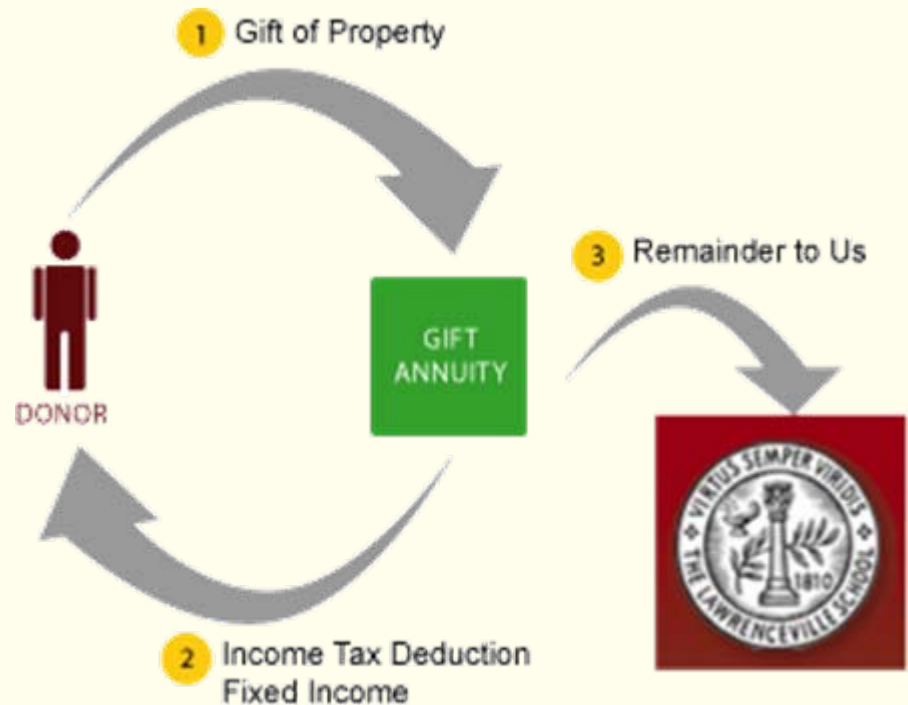 1 Gift of Property
3 Remainder to Us
GIFT
ANNUITY
DONOR
VIRTUS SEMPER VIRIDIS
1810
THE LAWRENCEVILLE SCHOOL
2 Income Tax Deduction
Fixed Income